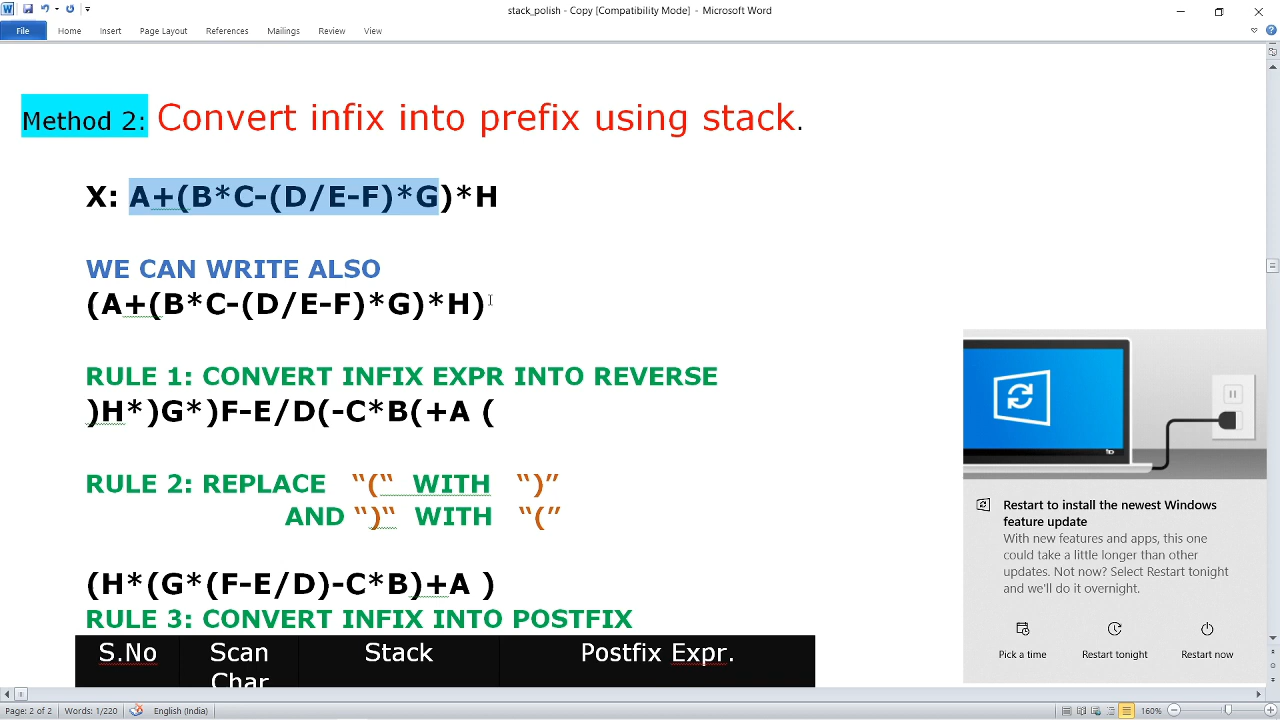 stack_polish - Copy [Compatibility Mode] - Microsoft Word
File Home Insert Page Layout References Mailings Review View
Method 2: Convert infix into prefix using stack.
X: A+(B*C-(D/E-F)*G)*H
WE CAN WRITE ALSO
(A+(B*C-(D/E-F)*G)*H)
RULE 1: CONVERT INFIX EXPR INTO REVERSE
)H*)G*)F-E/D(-C*B(+A (
RULE 2: REPLACE “(“ WITH “)”
AND “)“ WITH “(”
(H*(G*(F-E/D)-C*B)+A )
RULE 3: CONVERT INFIX INTO POSTFIX
S.No Scan Stack Postfix Expr.
Char
Restart to install the newest Windows
feature update
With new features and apps, this one
could take a little longer than other
updates. Not now? Select Restart tonight
and we'll do it overnight.
Pick a time Restart tonight Restart now
Page: 2 of 2 Words: 1/220 English (India) 160%